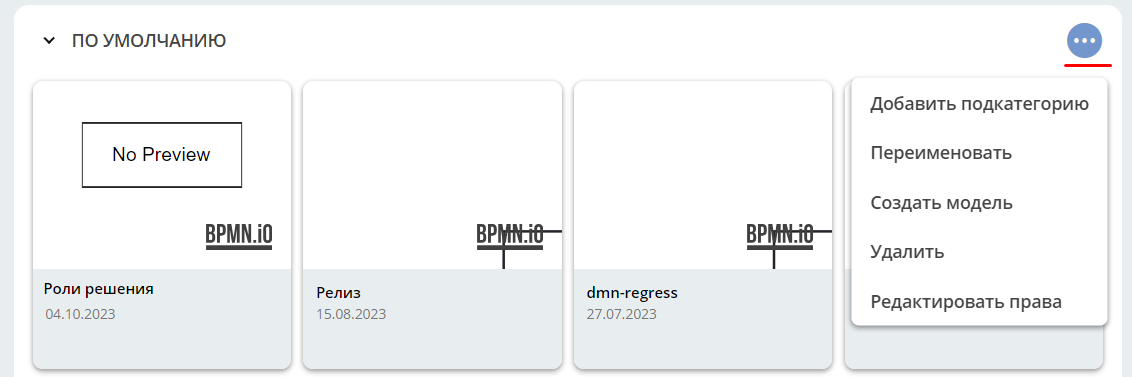 ПО УМОЛЧАНИЮ
No Preview
BPMN.iO
Роли решения
04.10.2023
BPMN.iO
Релиз
15.08.2023
BPMN.iO
dmn-regress
27.07.2023
Добавить подкатегорию
Переименовать
Создать модель
Удалить
Редактировать права